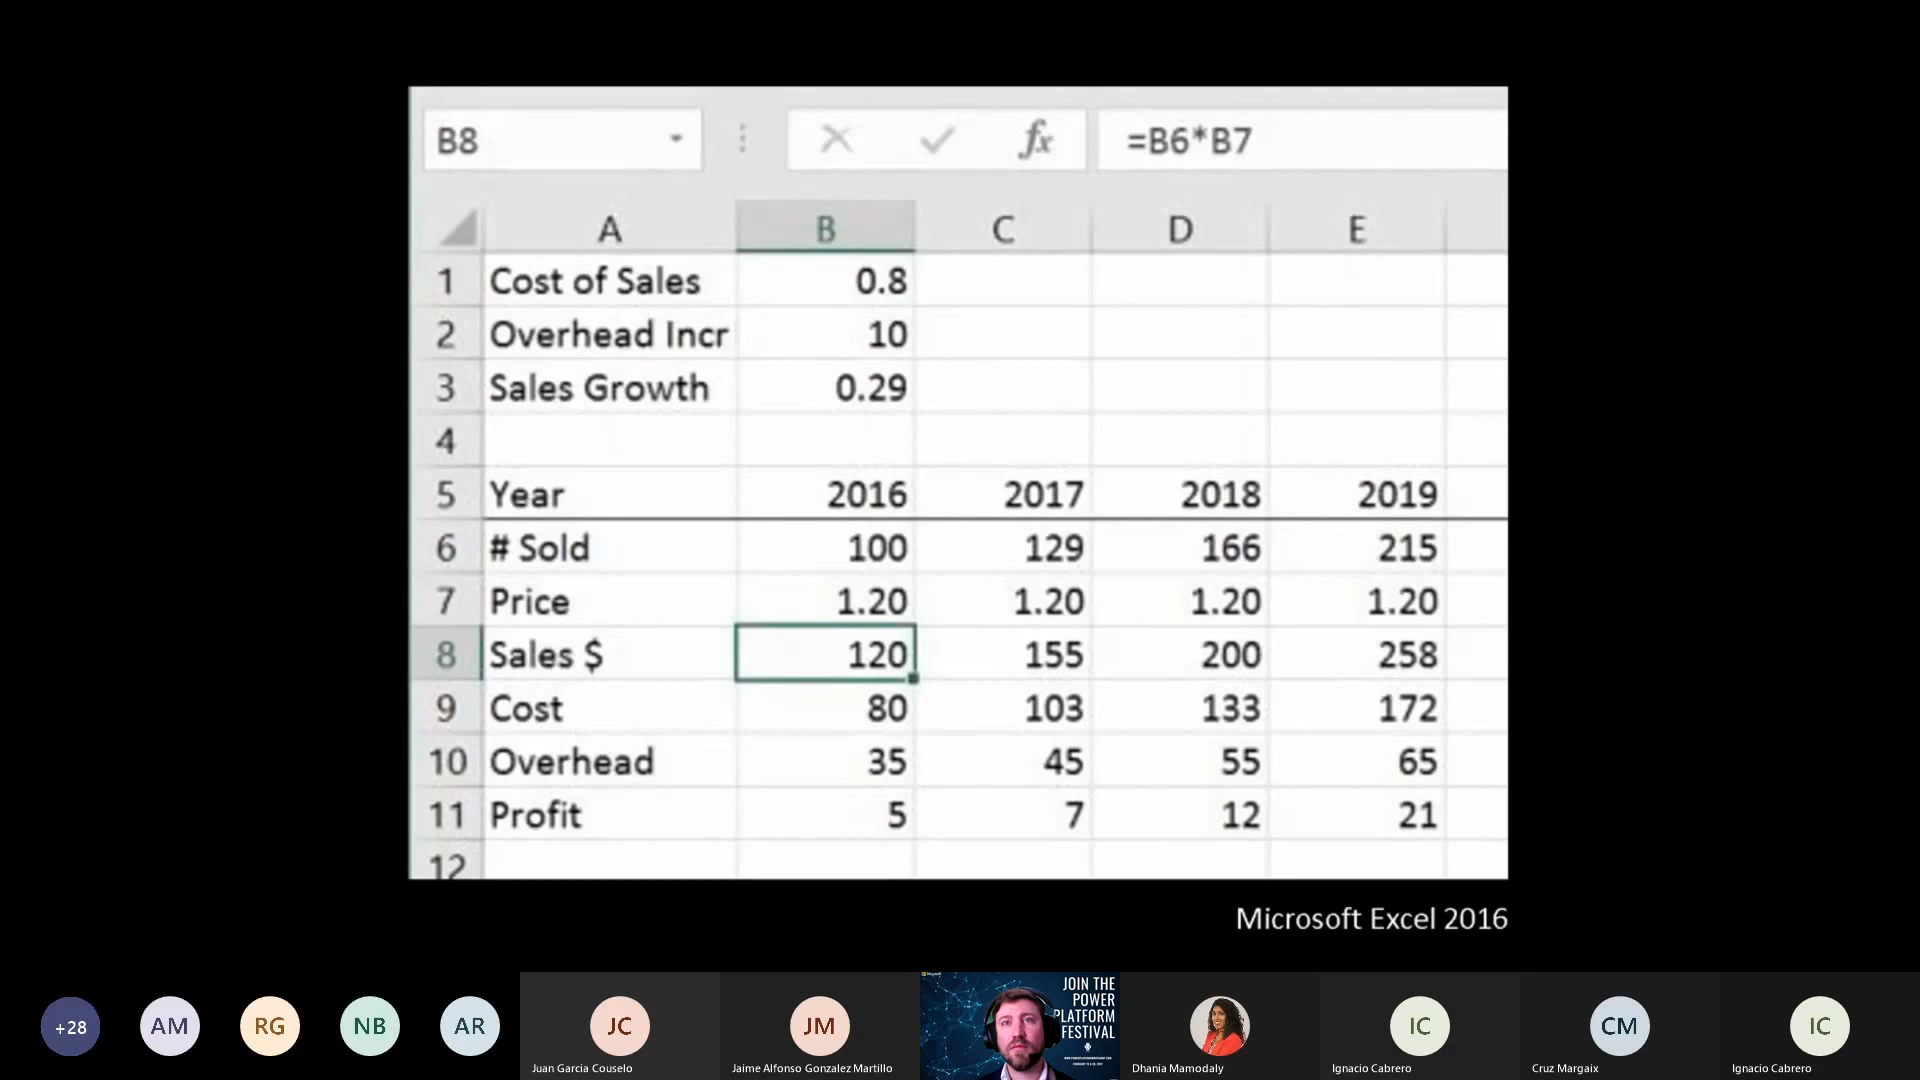 B8 fx =B6*B7
A B C D E
1 Cost of Sales 0.8
2 Overhead Incr 10
3 Sales Growth 0.29
4
5 Year 2016 2017 2018 2019
6 # Sold 100 129 166 215
7 Price 1.20 1.20 1.20 1.20
8 Sales $ 120 155 200 258
9 Cost 80 103 133 172
10 Overhead 35 45 55 65
11 Profit 5 7 12 21
12
Microsoft Excel 2016
+28 AM RG NB AR JC JM IC CM IC
JOIN THE
POWER
PLATFORM
FESTIVAL
Juan Garcia Couselo Jaime Alfonso Gonzalez Martillo Dhania Mamodaly Ignacio Cabrero Cruz Margaix Ignacio Cabrero